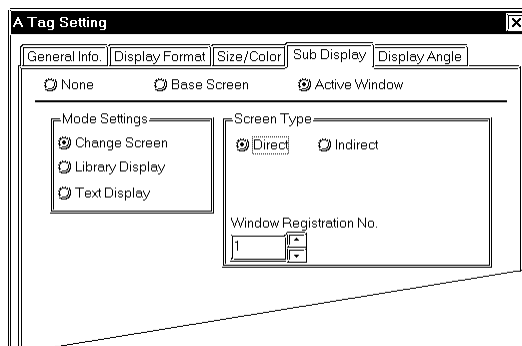 A Tag Setting
General Info. Display Format Size/Color Sub Display Display Angle
None Base Screen Active Window
Mode Settings Screen Type
Change Screen Direct Indirect
Library Display
Text Display
Window Registration No.
1